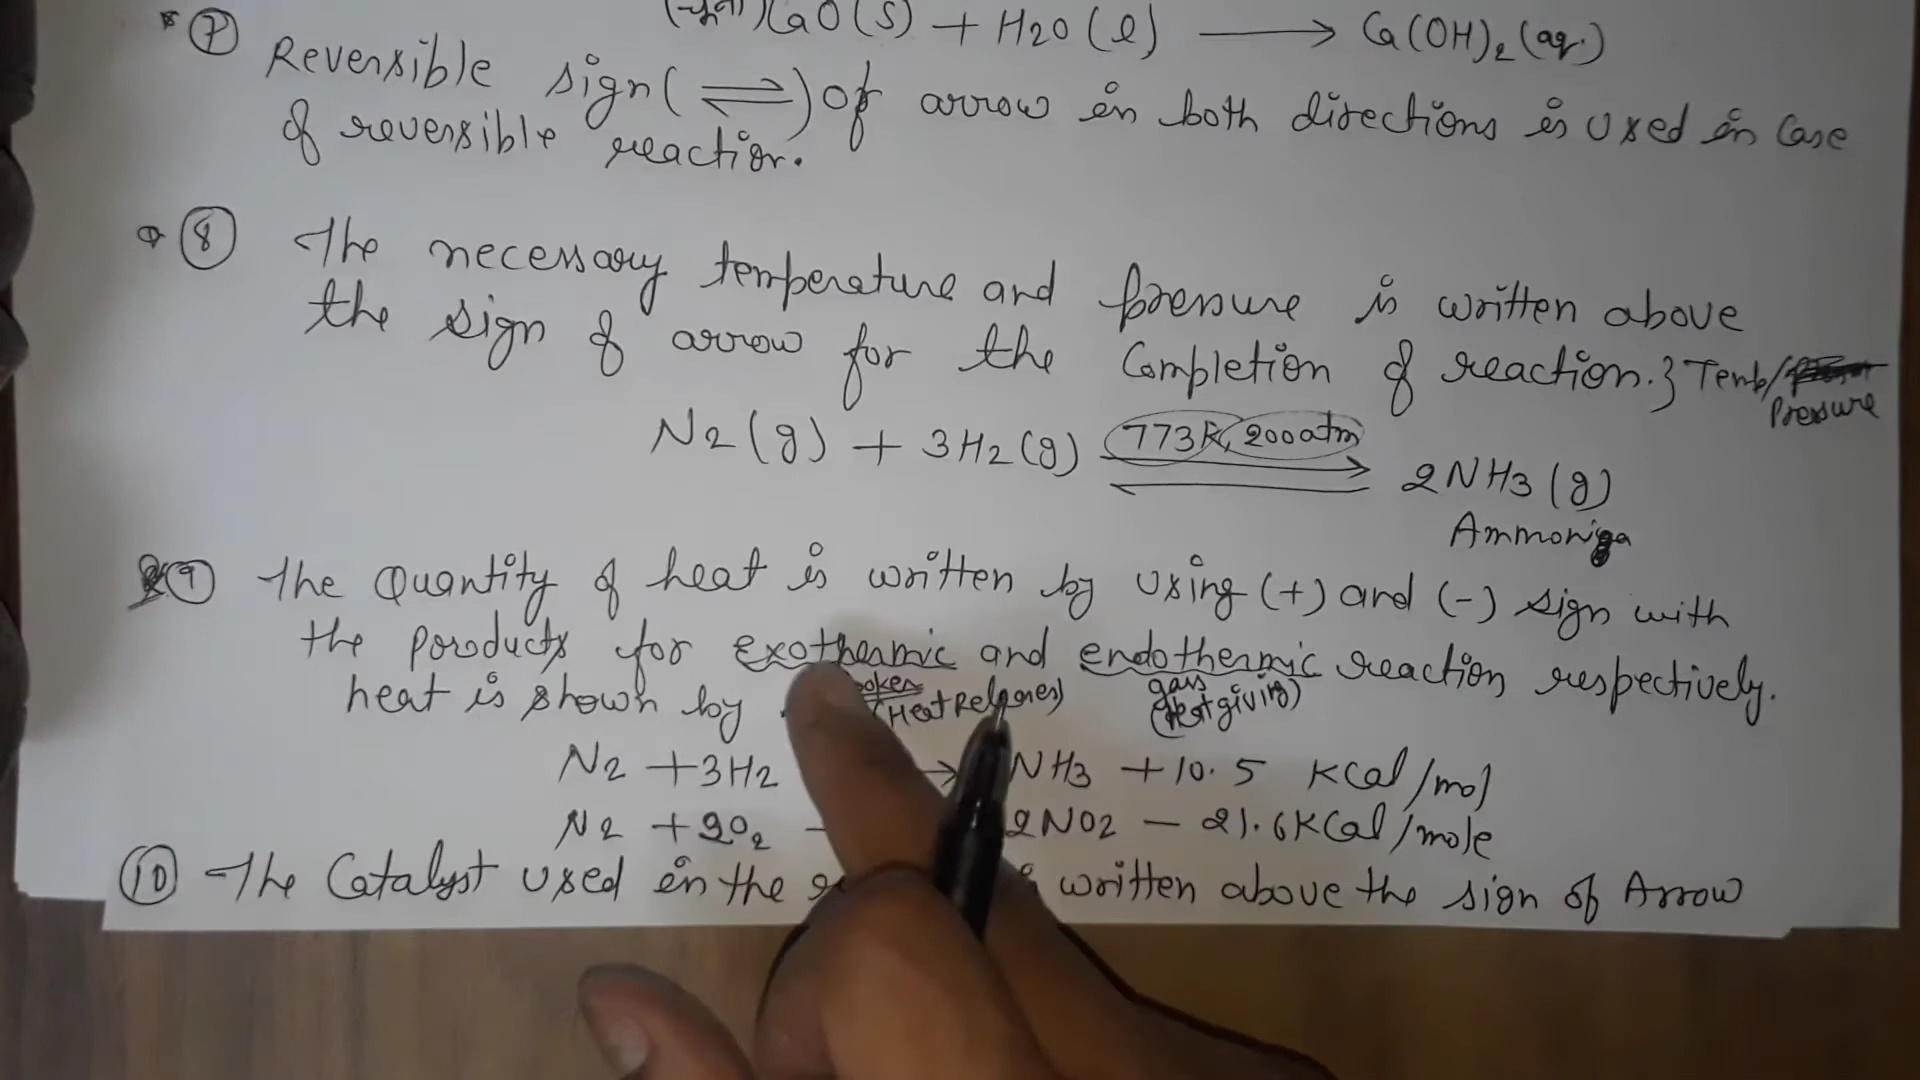 (चूना) CaO(s) + H2O(l) ⟶ Ca(OH)2(aq.)
7 Reversible sign(⇌) of arrow in both directions is used in Case
of reversible reaction.
8 The necessary temperature and pressure is written above
the sign of arrow for the Completion of reaction.} Temp/
Pressure
N2(g) + 3H2(g) ⇌ 2NH3(g)
773K, 200atm
Ammonia
9 The Quantity of heat is written by using (+) and (-) sign with
the products for exothermic and endothermic reaction respectively.
heat is shown by (Heat Releases) gas (Heat giving)
N2 + 3H2 → NH3 + 10.5 KCal/mol
N2 + 2O2 2NO2 - 21.6KCal/mole
10 The Catalyst used in the written above the sign of Arrow